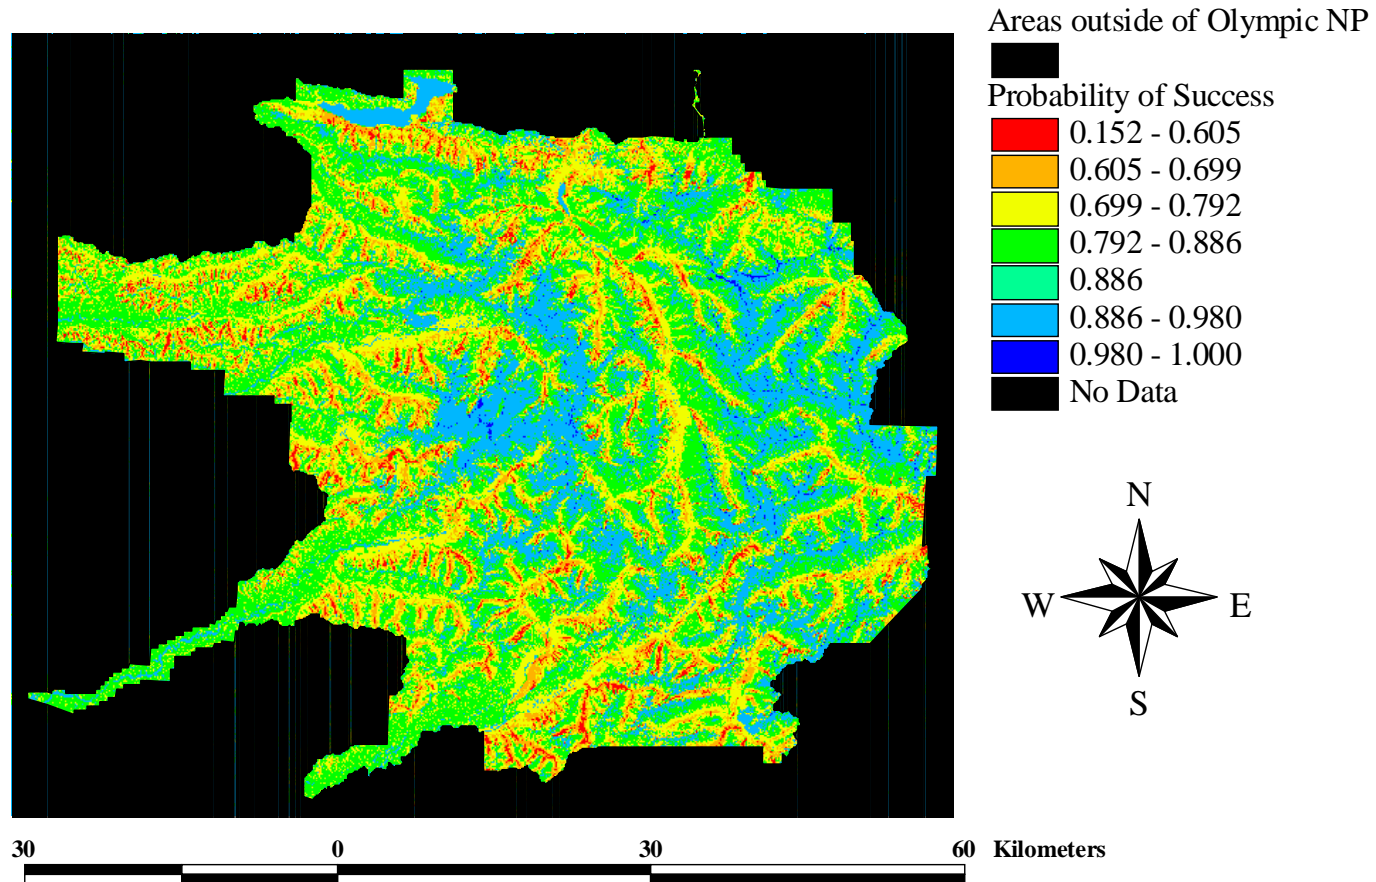 Areas outside of Olympic NP
Probability of Success
0.152 - 0.605
0.605 - 0.699
0.699 - 0.792
0.792 - 0.886
0.886
0.886 - 0.980
0.980 - 1.000
No Data
N
W E
S
30 0 30 60 Kilometers